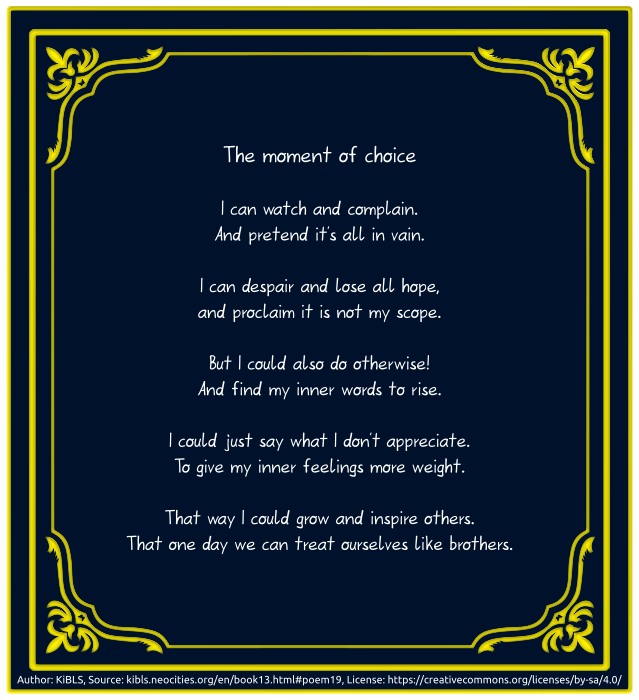 The moment of choice
I can watch and complain.
And pretend it's all in vain.
I can despair and lose all hope,
and proclaim it is not my scope.
But I could also do otherwise!
And find my inner words to rise.
I could just say what I don't appreciate.
To give my inner feelings more weight.
That way I could grow and inspire others.
That one day we can treat ourselves like brothers.
Author: KiBLS, Source: kibls.neocities.org/en/book13.html#poem19, License: https://creativecommons.org/licenses/by-sa/4.0/